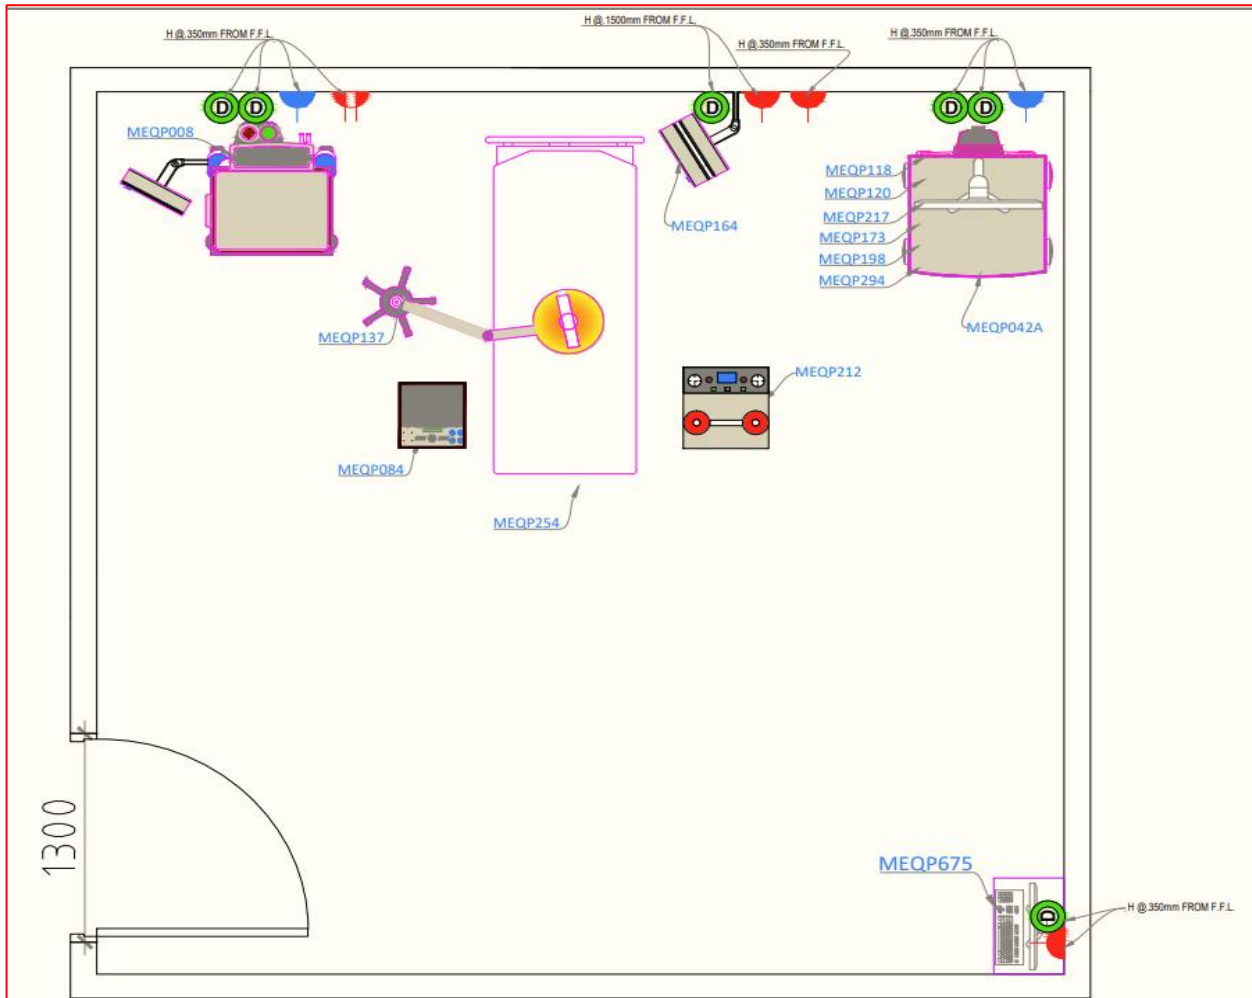 H @.350mm FROM F.F.L.
H @.1500mm FROM F.F.L.
H @.350mm FROM F.F.L.
H @.350mm FROM F.F.L.
D
D
D
D
D
MEQP008
MEQP164
MEQP118
MEQP120
MEQP217
MEQP173
MEQP198
MEQP294
MEQP042A
MEQP137
MEQP212
MEQP084
MEQP254
1300
MEQP675
D
H @.350mm FROM F.F.L.